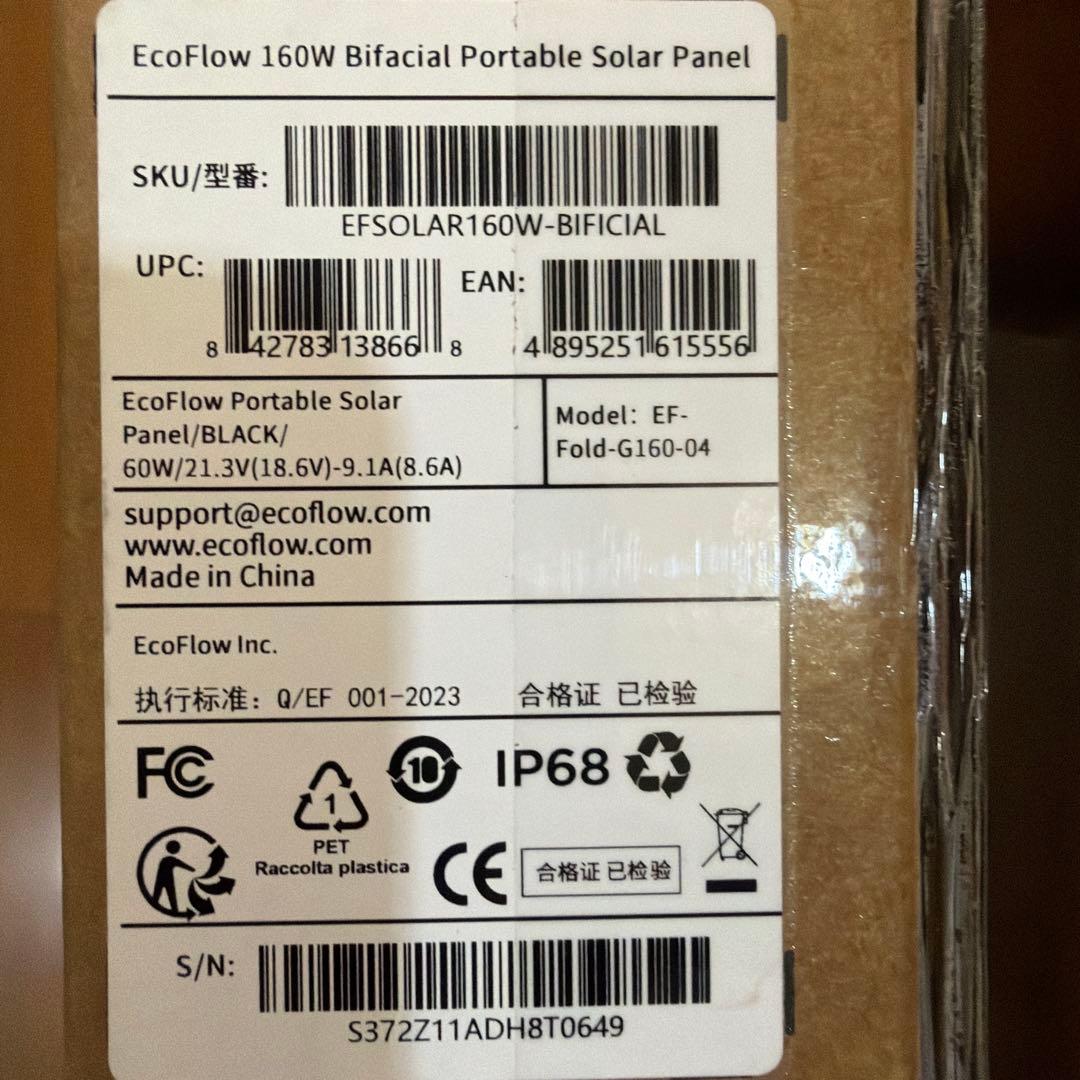 EcoFlow 160W Bifacial Portable Solar Panel
SKU/型番:
EFSOLAR160W-BIFICIAL
UPC:
8 42783 13866 8
EAN:
4 895251 615556
EcoFlow Portable Solar
Panel/BLACK/
60W/21.3V(18.6V)-9.1A(8.6A)
Model: EF-
Fold-G160-04
support@ecoflow.com
www.ecoflow.com
Made in China
EcoFlow Inc.
执行标准: Q/EF 001-2023
合格证 已检验
FC
1
PET
Raccolta plastica
10
IP68
CE
合格证 已检验
S/N:
S372Z11ADH8T0649